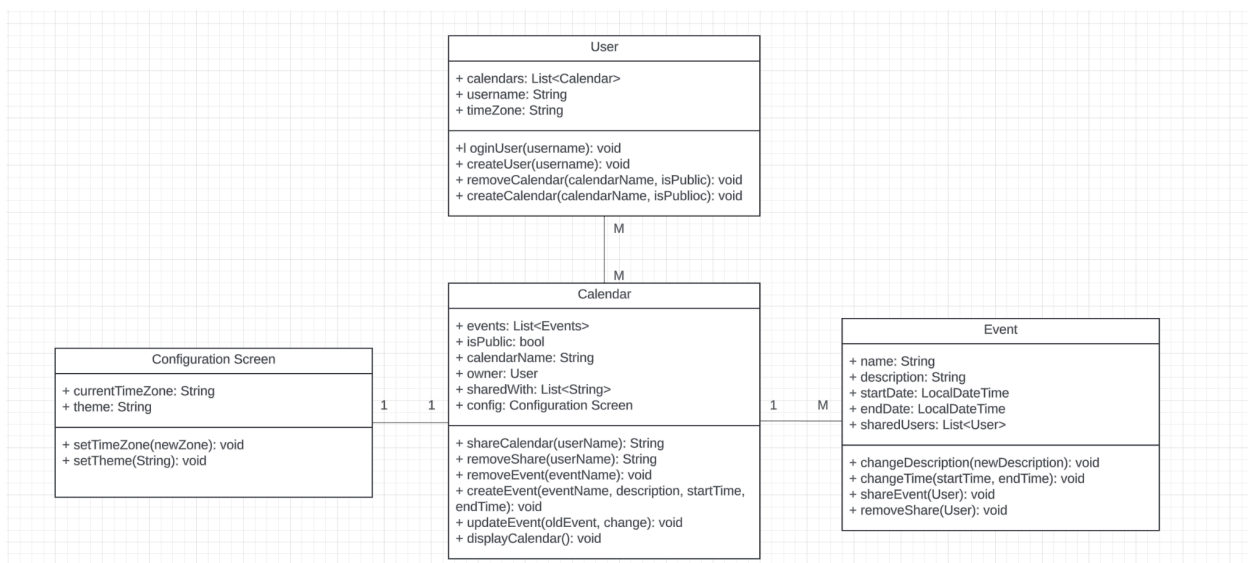 User
+ calendars: List<Calendar>
+ username: String
+ timeZone: String
+l oginUser(username): void
+ createUser(username): void
+ removeCalendar(calendarName, isPublic): void
+ createCalendar(calendarName, isPublioc): void
M
M
Calendar
+ events: List<Events>
+ isPublic: bool
+ calendarName: String
+ owner: User
+ sharedWith: List<String>
+ config: Configuration Screen
+ shareCalendar(userName): String
+ removeShare(userName): String
+ removeEvent(eventName): void
+ createEvent(eventName, description, startTime,
endTime): void
+ updateEvent(oldEvent, change): void
+ displayCalendar(): void
Configuration Screen
+ currentTimeZone: String
+ theme: String
+ setTimeZone(newZone): void
+ setTheme(String): void
1 1
1 M
Event
+ name: String
+ description: String
+ startDate: LocalDateTime
+ endDate: LocalDateTime
+ sharedUsers: List<User>
+ changeDescription(newDescription): void
+ changeTime(startTime, endTime): void
+ shareEvent(User): void
+ removeShare(User): void